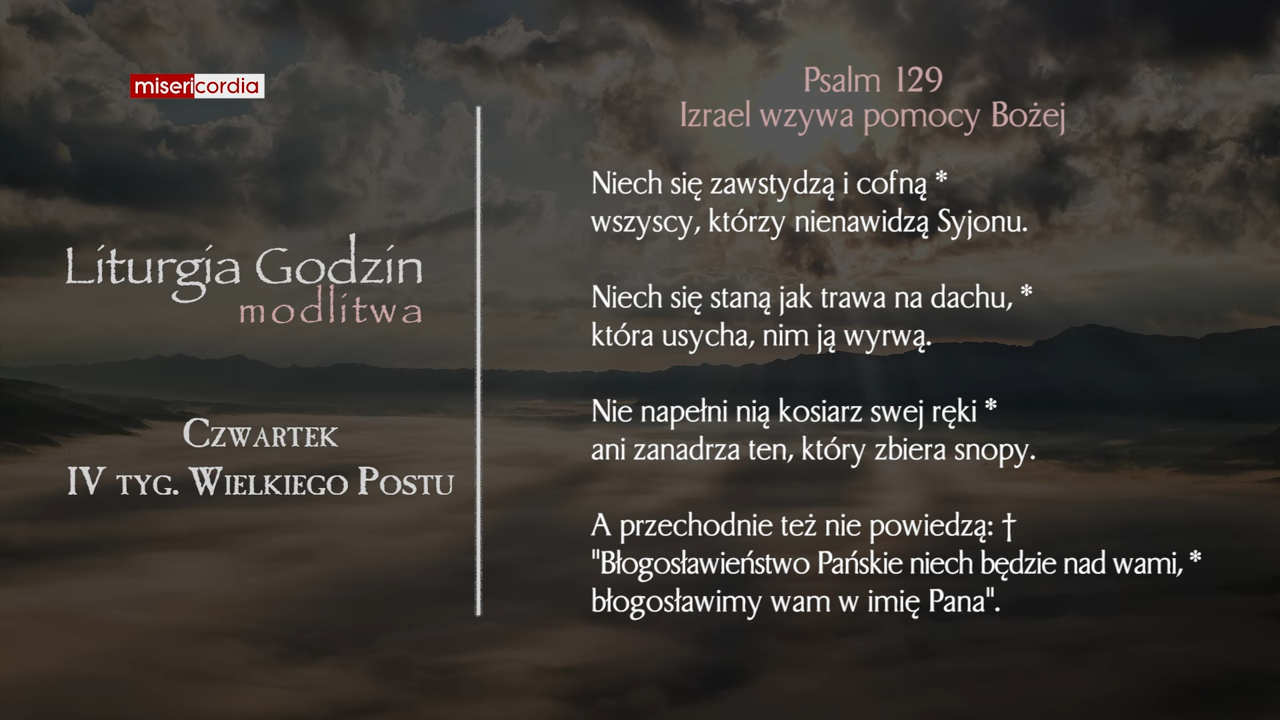 misericordia
Liturgia Godzin
modlitwa
Czwartek
IV tyg. Wielkiego Postu
Psalm 129
Izrael wzywa pomocy Bożej
Niech się zawstydzą i cofną *
wszyscy, którzy nienawidzą Syjonu.
Niech się staną jak trawa na dachu, *
która usycha, nim ją wyrwą.
Nie napełni nią kosiarz swej ręki *
ani zanadrza ten, który zbiera snopy.
A przechodnie też nie powiedzą: †
"Błogosławieństwo Pańskie niech będzie nad wami, *
błogosławimy wam w imię Pana".